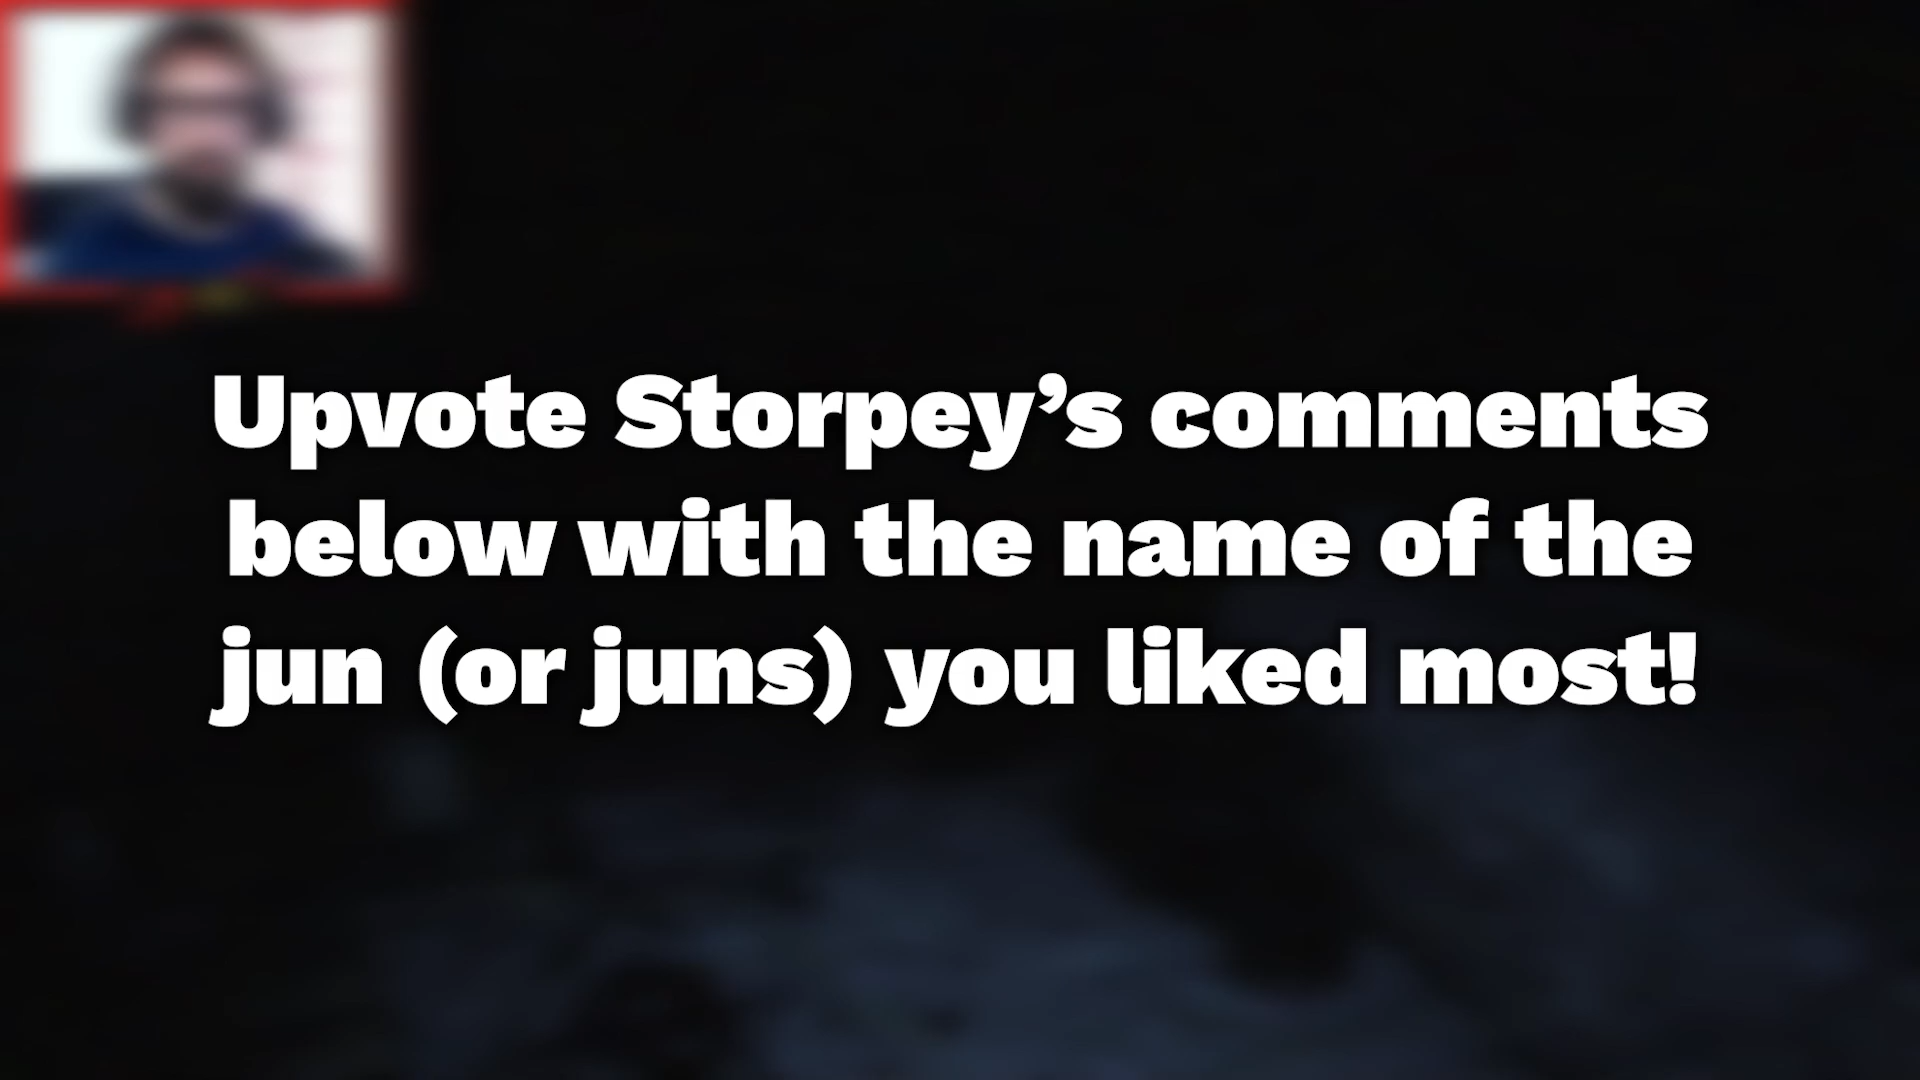 Upvote Storpey’s comments
below with the name of the
jun (or juns) you liked most!